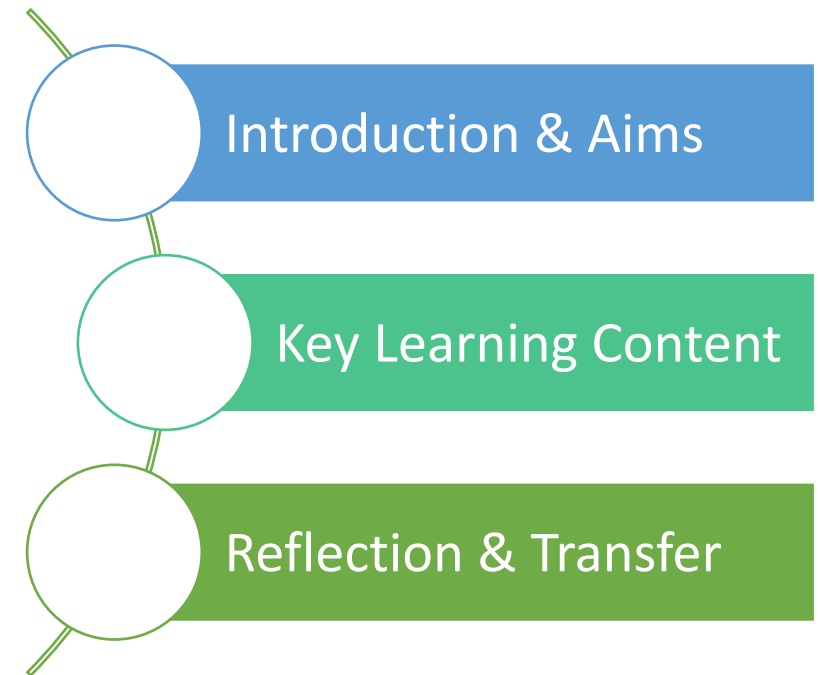 Introduction & Aims
Key Learning Content
Reflection & Transfer